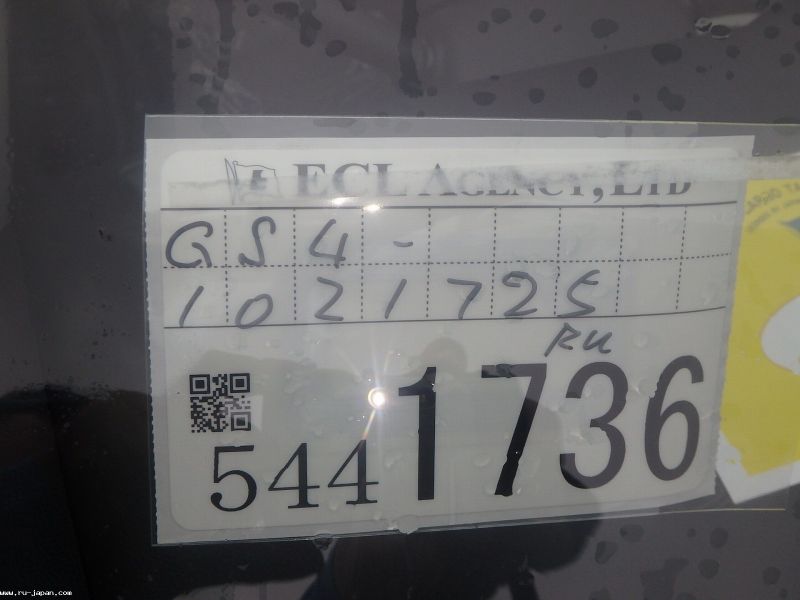 ECL AGENCY, LTD
GS4-
1021725
RU
5441736
www.ru-japan.com